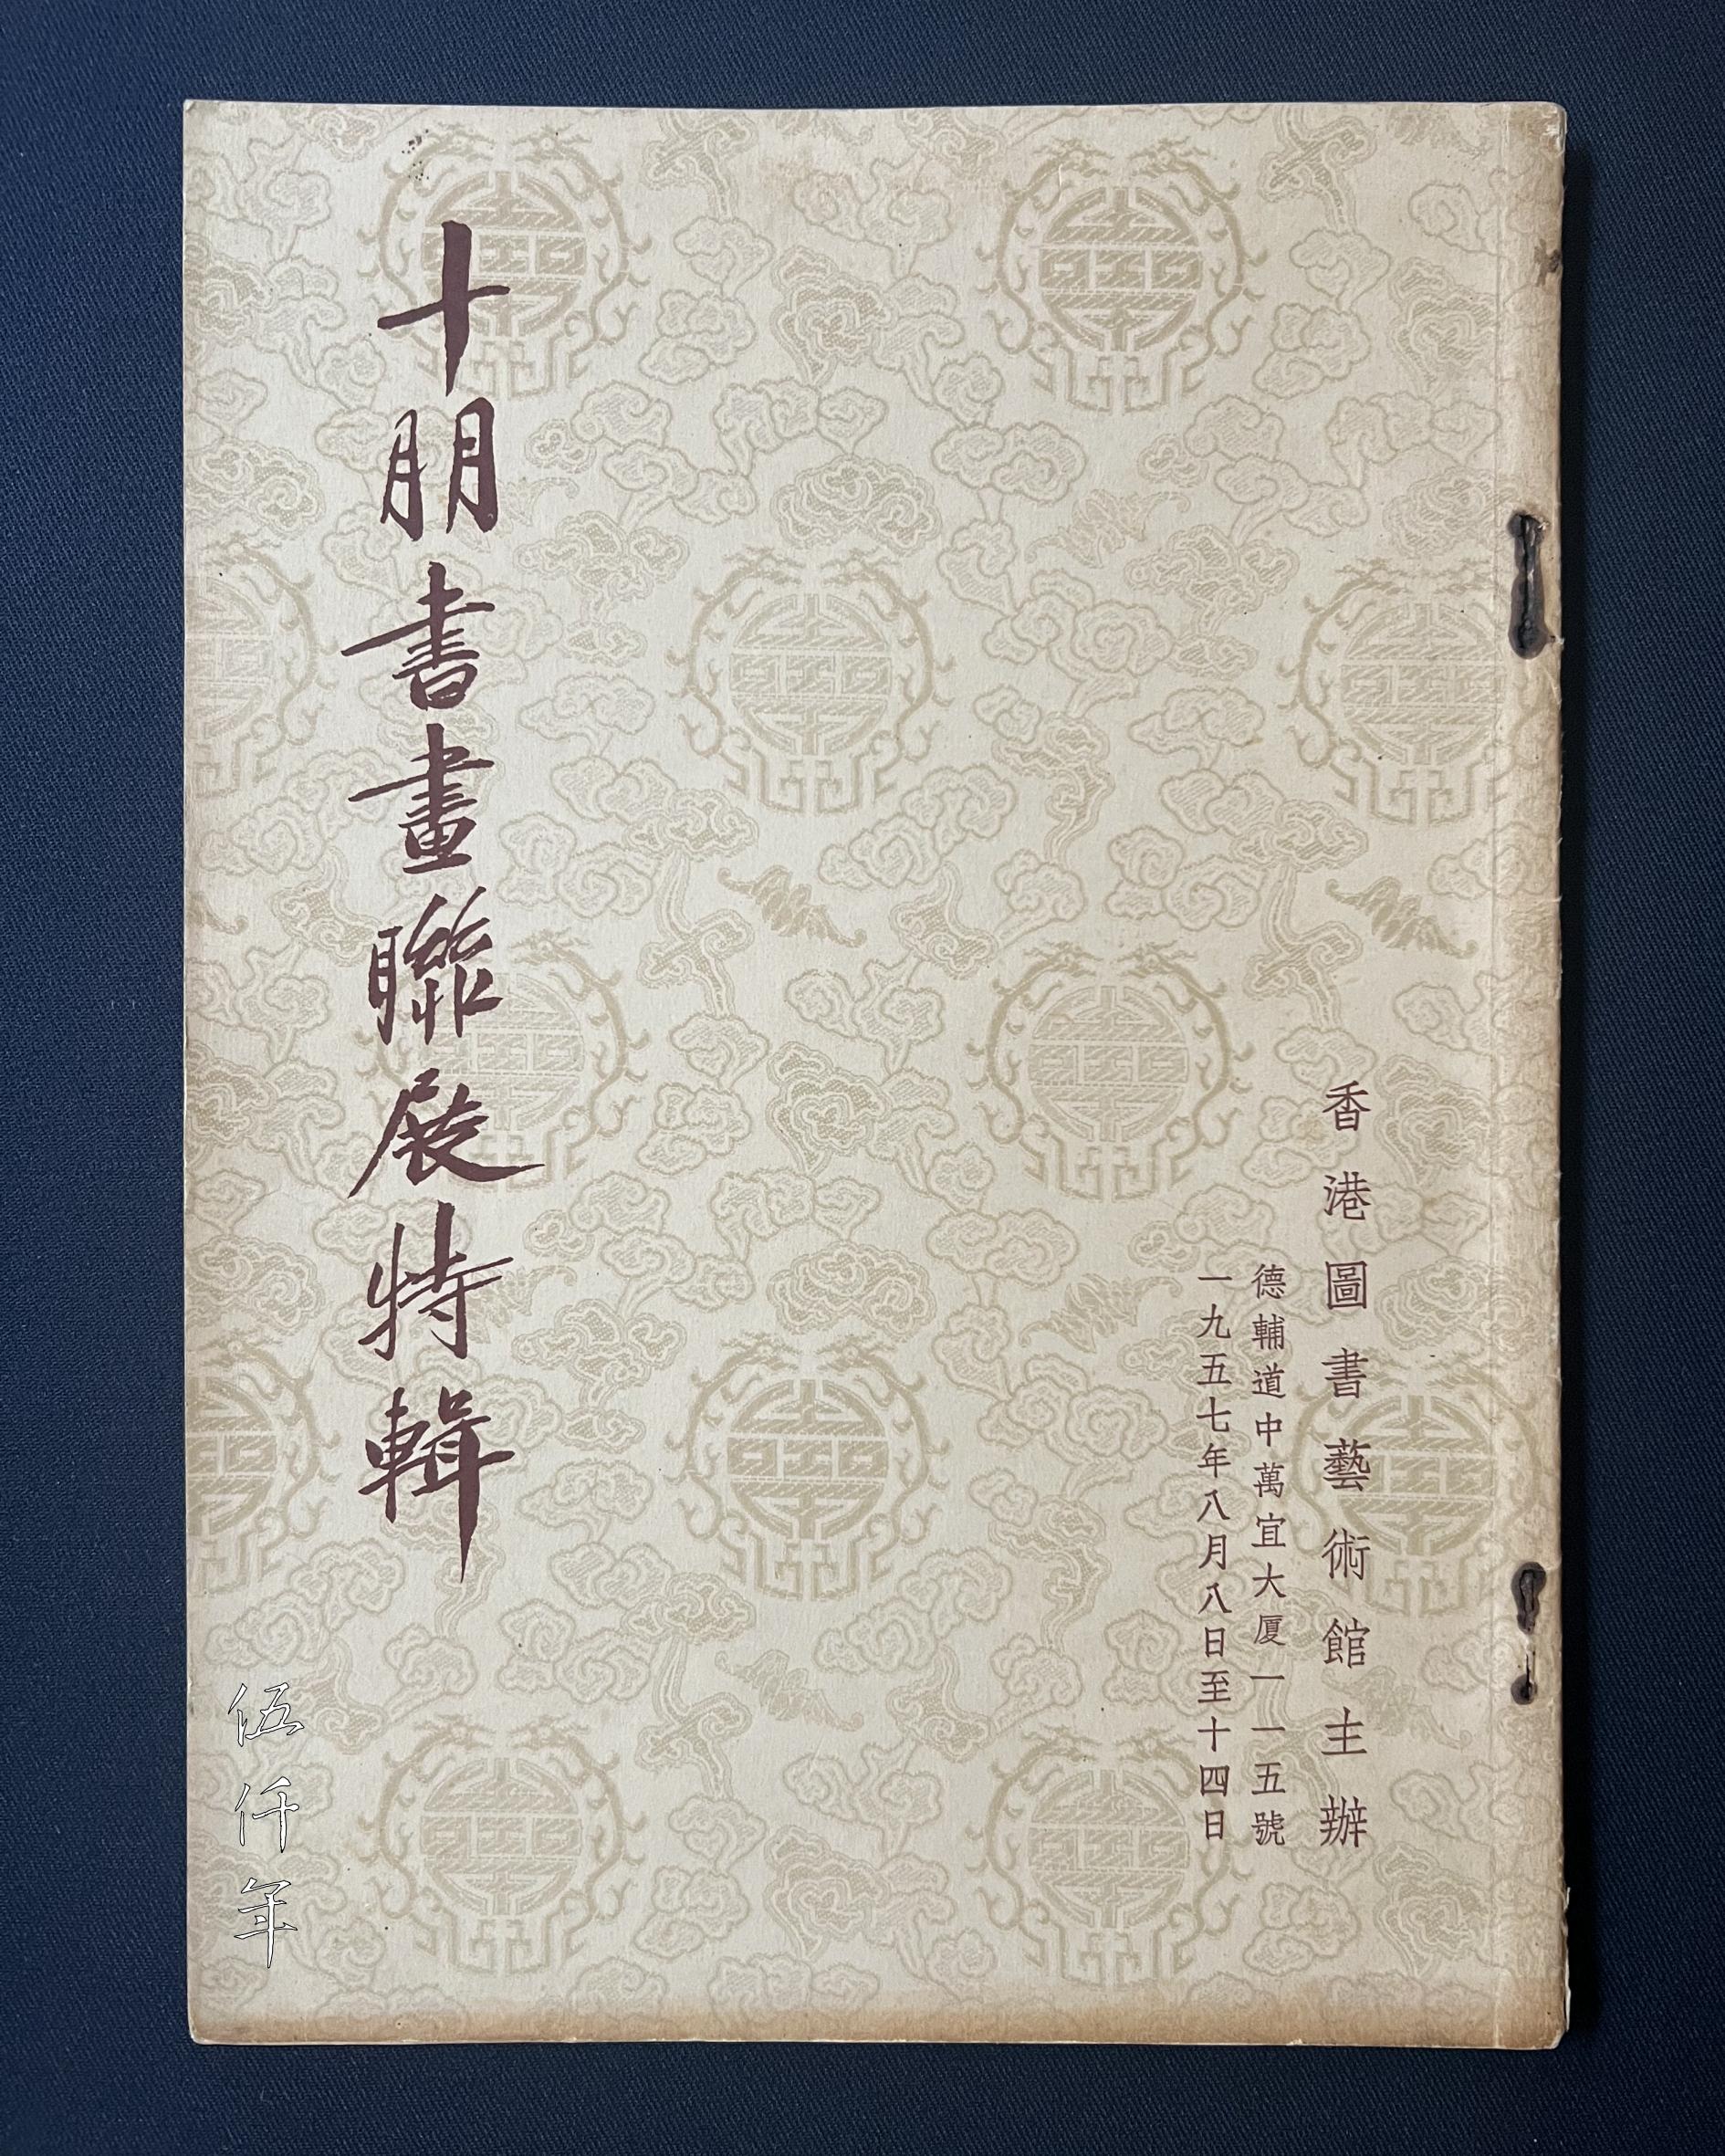 香港圖書藝術館主辦
德輔道中萬宜大厦一一五號
一九五七年八月八日至十四日
十朋書畫聯展特輯
伍仟年